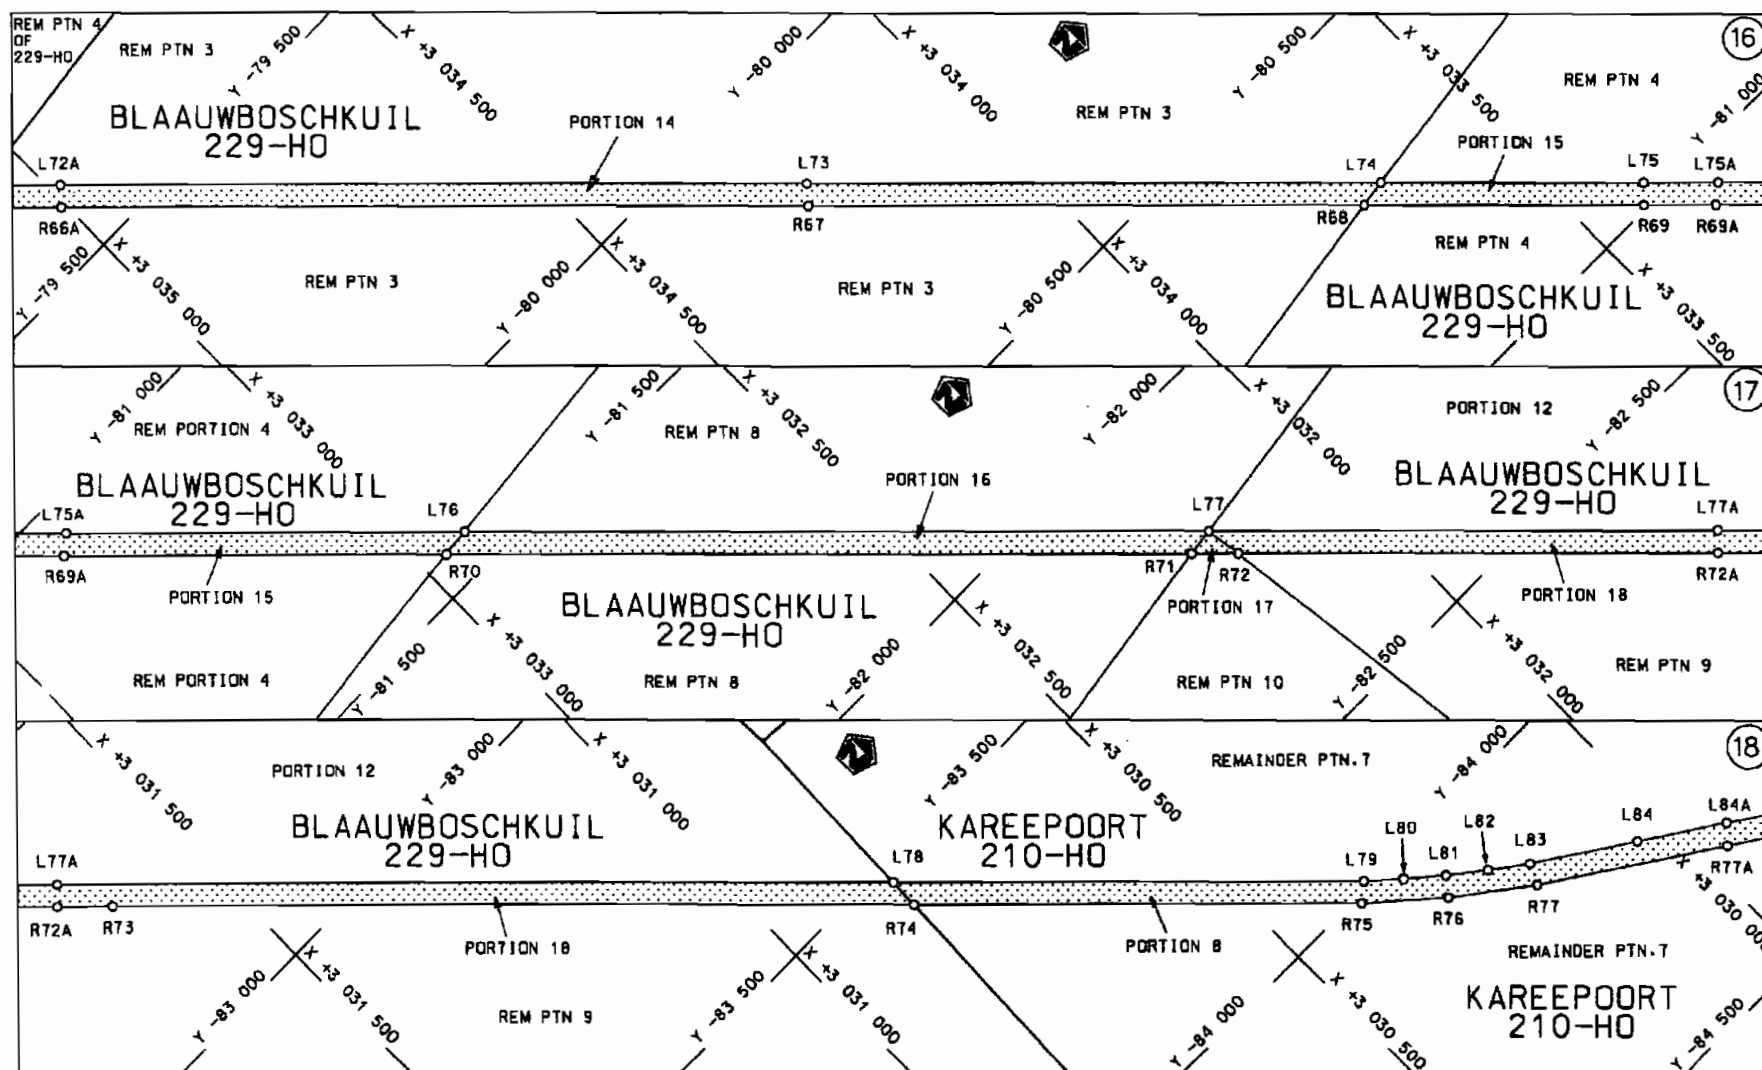 REM PTN 4
OF
229-HO
REM PTN 3
Y -79 500
X +3 034 500
Y -80 000
X +3 034 000
Y -80 500
X +3 033 500
16
REM PTN 4
Y -81 000
BLAAUWBOSCHKUIL
229-HO
PORTION 14
REM PTN 3
PORTION 15
L72A
L73
L74
L75
L75A
R66A
R67
R68
R69
R69A
Y -79 500
X +3 035 000
REM PTN 3
Y -80 000
X +3 034 500
REM PTN 3
Y -80 500
X +3 034 000
REM PTN 4
BLAAUWBOSCHKUIL
229-HO
X +3 033 500
17
Y -81 000
REM PORTION 4
X +3 033 000
Y -81 500
REM PTN 8
X +3 032 500
Y -82 000
X +3 032 000
PORTION 12
Y -82 500
BLAAUWBOSCHKUIL
229-HO
PORTION 16
BLAAUWBOSCHKUIL
229-HO
L75A
L76
L77
L77A
R69A
R70
R71
R72
R72A
PORTION 15
BLAAUWBOSCHKUIL
229-HO
PORTION 17
PORTION 18
REM PORTION 4
Y -81 500
X +3 033 000
REM PTN 8
Y -82 000
X +3 032 500
REM PTN 10
Y -82 500
X +3 032 000
REM PTN 9
18
X +3 031 500
PORTION 12
Y -83 000
X +3 031 000
Y -83 500
X +3 030 500
REMAINDER PTN.7
Y -84 000
BLAAUWBOSCHKUIL
229-HO
KAREEPOORT
210-HO
L77A
L78
L79
L80
L81
L82
L83
L84
L84A
R72A
R73
R74
R75
R76
R77
R77A
PORTION 18
PORTION 8
X +3 030 000
REMAINDER PTN.7
Y -83 000
X +3 031 500
REM PTN 9
Y -83 500
X +3 031 000
Y -84 000
X +3 030 500
KAREEPOORT
210-HO
Y -84 500